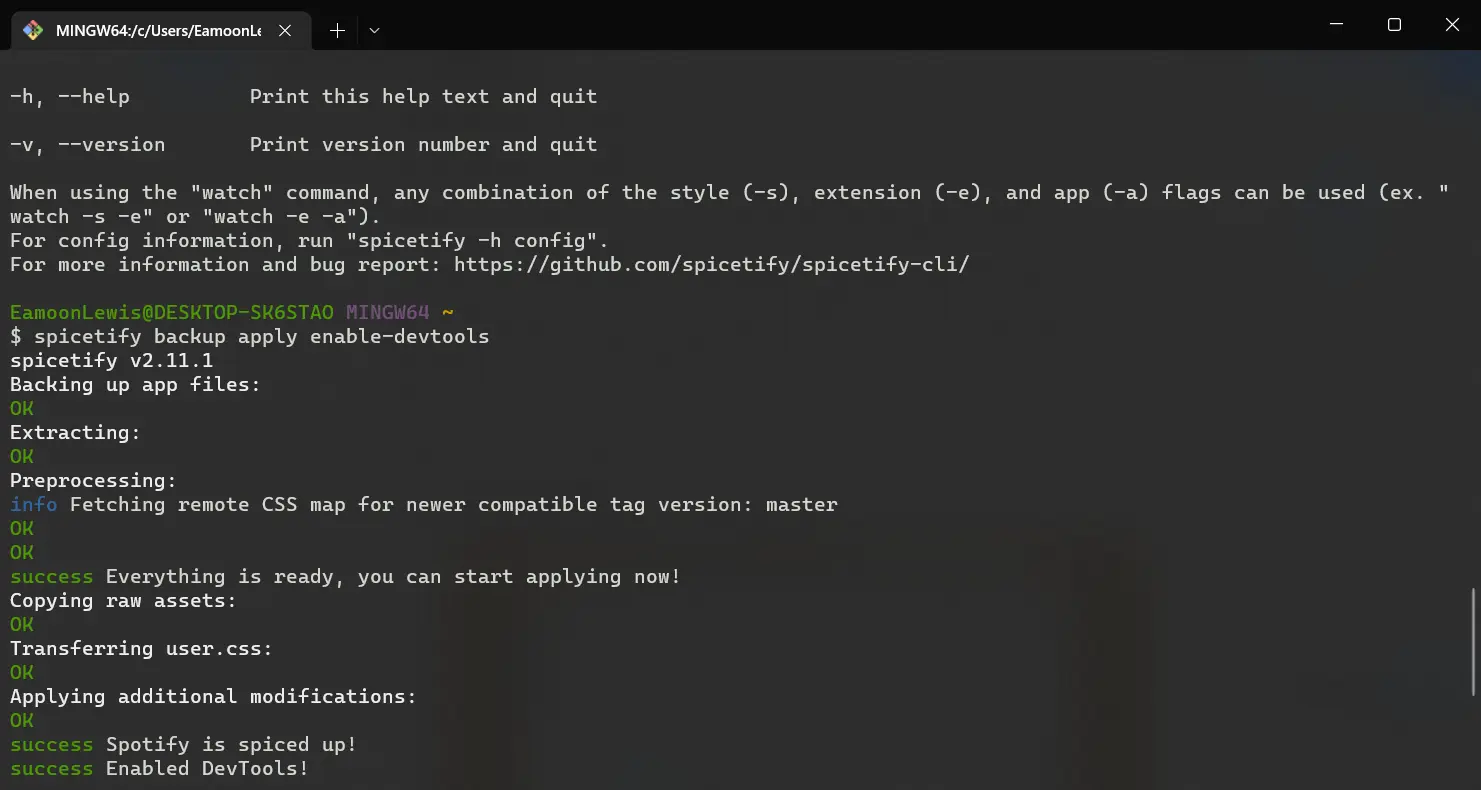 MINGW64:/c/Users/EamoonLe
-h, --help          Print this help text and quit
-v, --version       Print version number and quit
When using the "watch" command, any combination of the style (-s), extension (-e), and app (-a) flags can be used (ex. "
watch -s -e" or "watch -e -a").
For config information, run "spicetify -h config".
For more information and bug report: https://github.com/spicetify/spicetify-cli/
EamoonLewis@DESKTOP-SK6STAO MINGW64 ~
$ spicetify backup apply enable-devtools
spicetify v2.11.1
Backing up app files:
OK
Extracting:
OK
Preprocessing:
info Fetching remote CSS map for newer compatible tag version: master
OK
OK
success Everything is ready, you can start applying now!
Copying raw assets:
OK
Transferring user.css:
OK
Applying additional modifications:
OK
success Spotify is spiced up!
success Enabled DevTools!